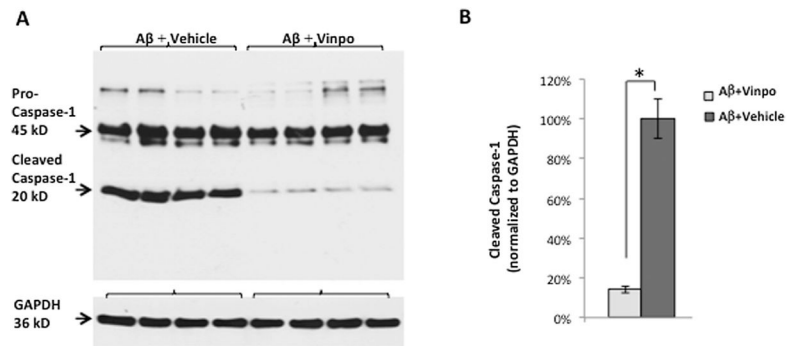 A
Aβ + Vehicle
Aβ + Vinpo
Pro-
Caspase-1
45 kD
Cleaved
Caspase-1
20 kD
GAPDH
36 kD
B
*
Aβ+Vinpo
Aβ+Vehicle
Cleaved Caspase-1
(normalized to GAPDH)
120%
100%
80%
60%
40%
20%
0%